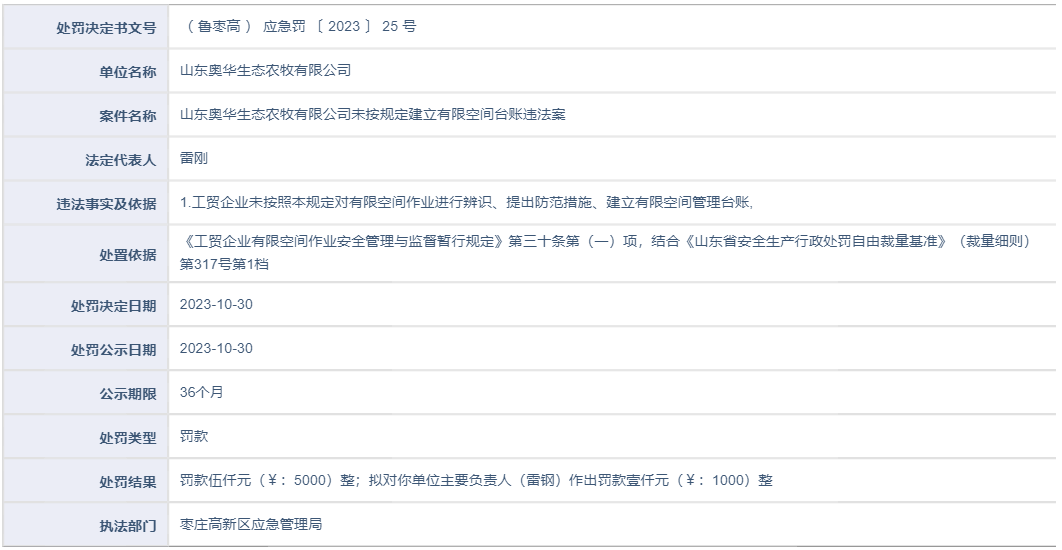 处罚决定书文号 （ 鲁枣高 ） 应急罚 〔 2023 〕 25 号
单位名称 山东奥华生态农牧有限公司
案件名称 山东奥华生态农牧有限公司未按规定建立有限空间台账违法案
法定代表人 雷刚
违法事实及依据 1.工贸企业未按照本规定对有限空间作业进行辨识、提出防范措施、建立有限空间管理台账,
处置依据 《工贸企业有限空间作业安全管理与监督暂行规定》第三十条第（一）项，结合《山东省安全生产行政处罚自由裁量基准》（裁量细则）
第317号第1档
处罚决定日期 2023-10-30
处罚公示日期 2023-10-30
公示期限 36个月
处罚类型 罚款
处罚结果 罚款伍仟元（￥：5000）整；拟对你单位主要负责人（雷钢）作出罚款壹仟元（￥：1000）整
执法部门 枣庄高新区应急管理局